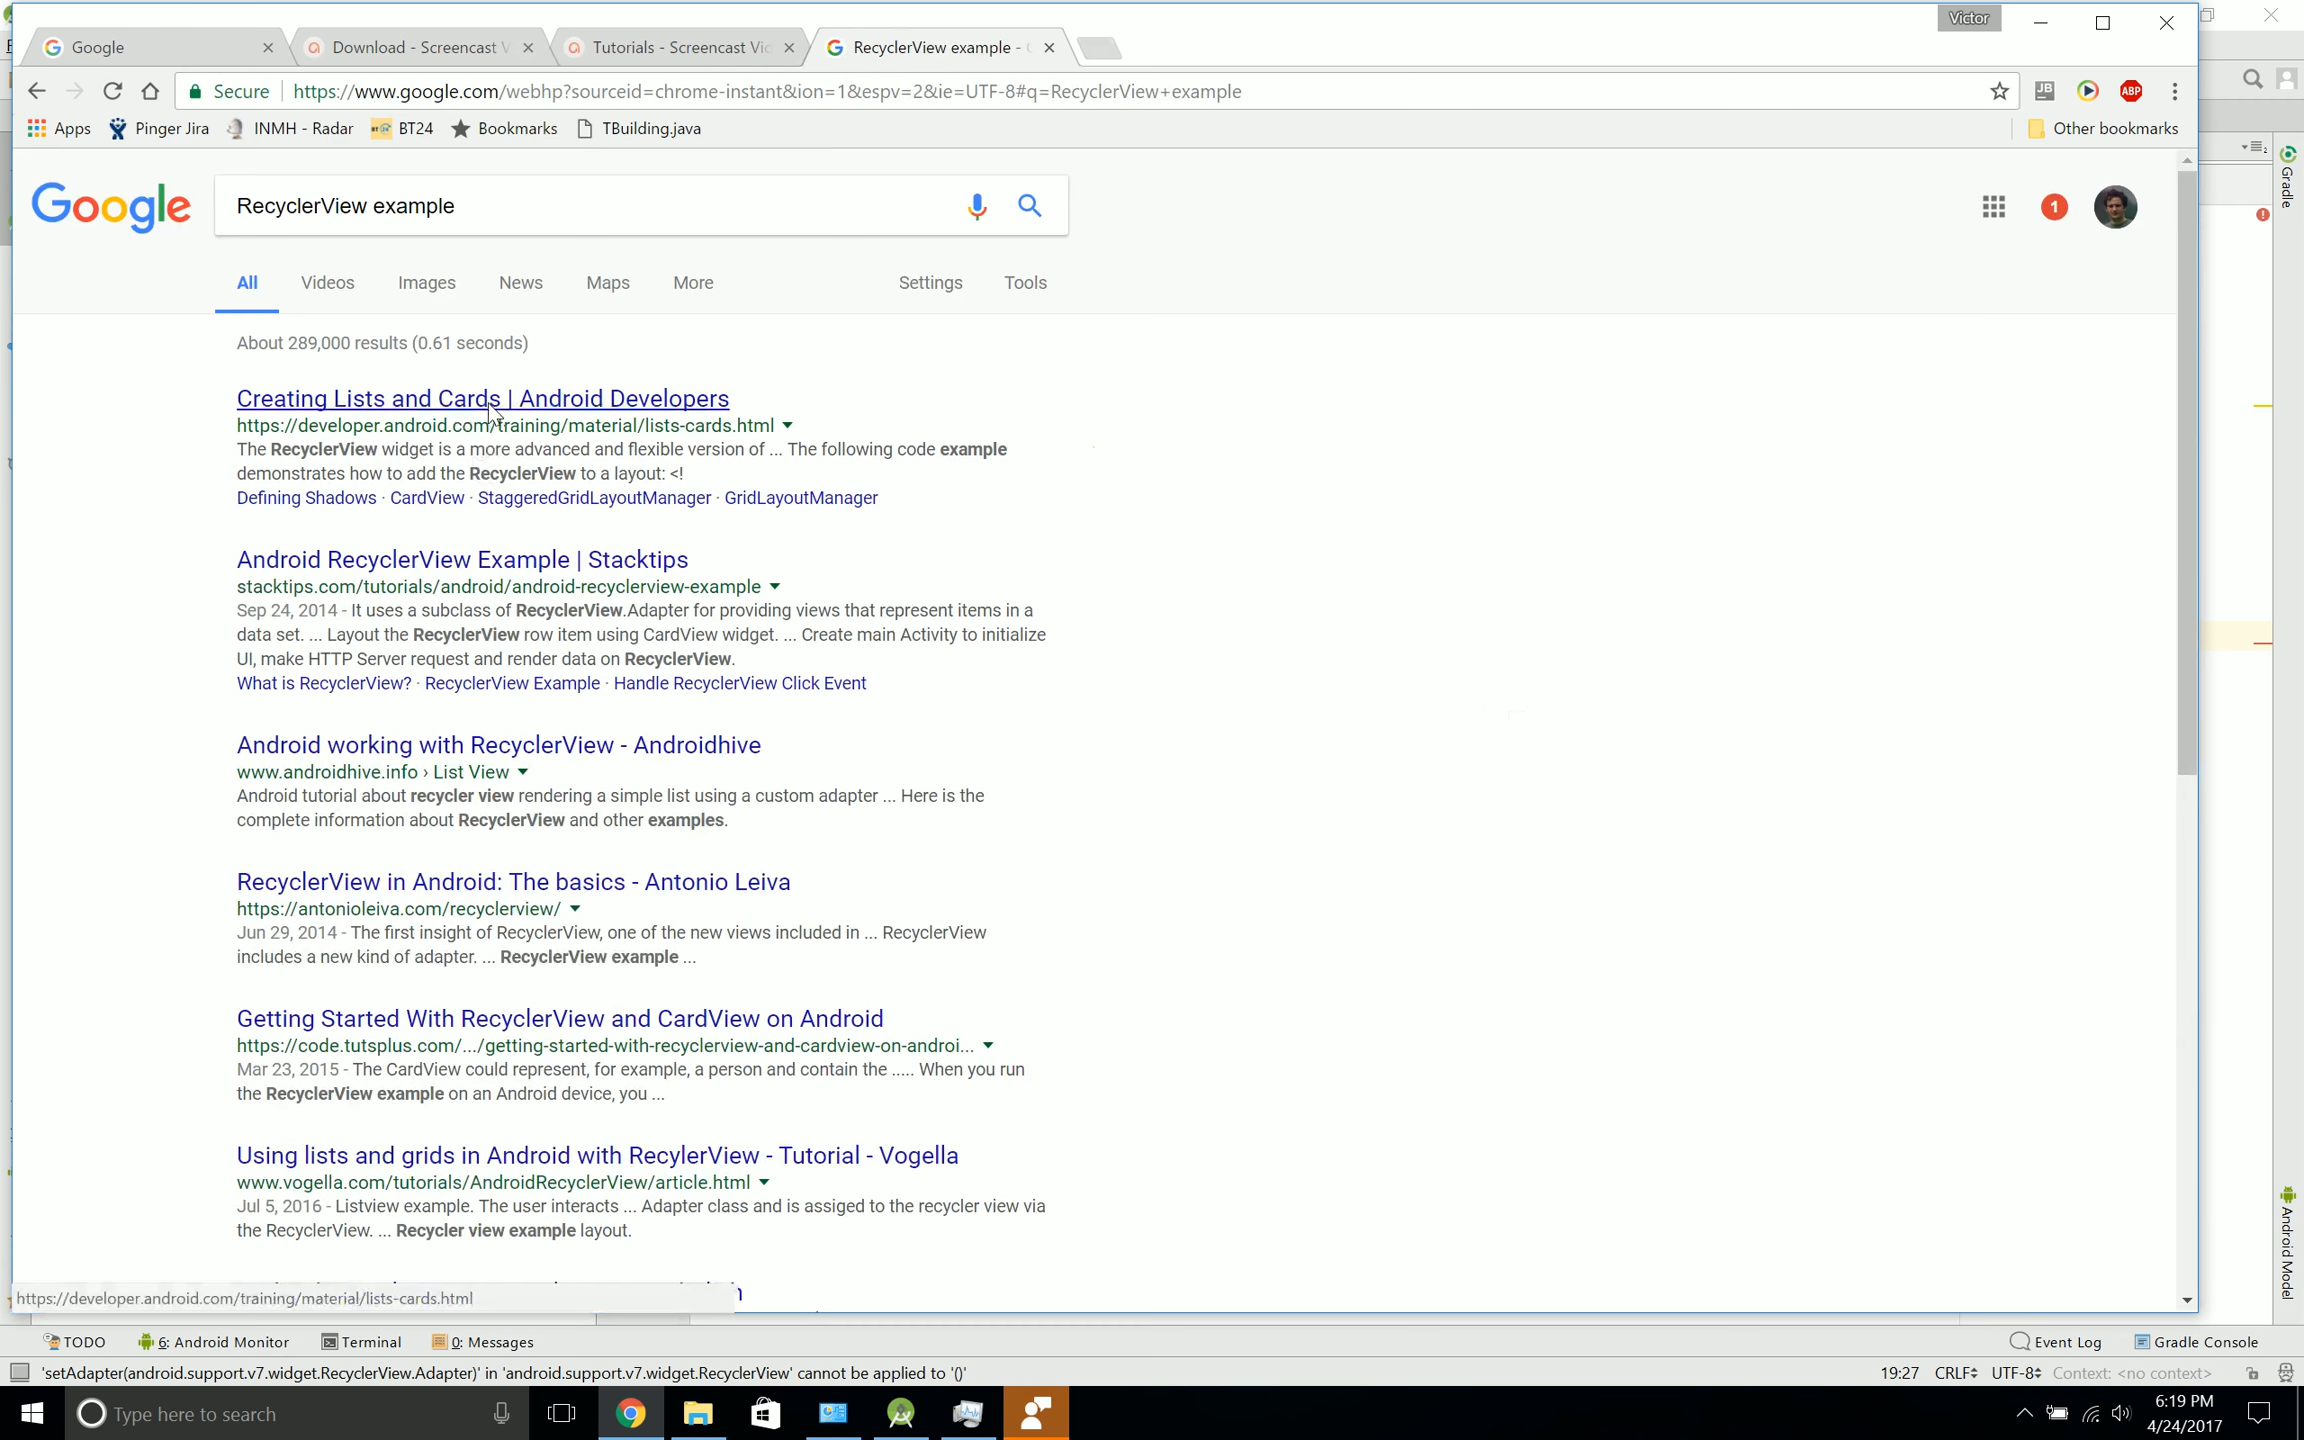 Victor
Google
Download - Screencast V
Tutorials - Screencast Vic
RecyclerView example -
Secure
https://www.google.com/webhp?sourceid=chrome-instant&ion=1&espv=2&ie=UTF-8#q=RecyclerView+example
JB
ABP
Apps
Pinger Jira
INMH - Radar
BT24
Bookmarks
TBuilding.java
Other bookmarks
Google
RecyclerView example
1
Gradle
All
Videos
Images
News
Maps
More
Settings
Tools
About 289,000 results (0.61 seconds)
Creating Lists and Cards | Android Developers
https://developer.android.com/training/material/lists-cards.html
The RecyclerView widget is a more advanced and flexible version of ... The following code example
demonstrates how to add the RecyclerView to a layout: <!
Defining Shadows · CardView · StaggeredGridLayoutManager · GridLayoutManager
Android RecyclerView Example | Stacktips
stacktips.com/tutorials/android/android-recyclerview-example
Sep 24, 2014 - It uses a subclass of RecyclerView.Adapter for providing views that represent items in a
data set. ... Layout the RecyclerView row item using CardView widget. ... Create main Activity to initialize
UI, make HTTP Server request and render data on RecyclerView.
What is RecyclerView? · RecyclerView Example · Handle RecyclerView Click Event
Android working with RecyclerView - Androidhive
www.androidhive.info › List View
Android tutorial about recycler view rendering a simple list using a custom adapter ... Here is the
complete information about RecyclerView and other examples.
RecyclerView in Android: The basics - Antonio Leiva
https://antonioleiva.com/recyclerview/
Jun 29, 2014 - The first insight of RecyclerView, one of the new views included in ... RecyclerView
includes a new kind of adapter. ... RecyclerView example ...
Getting Started With RecyclerView and CardView on Android
https://code.tutsplus.com/.../getting-started-with-recyclerview-and-cardview-on-androi...
Mar 23, 2015 - The CardView could represent, for example, a person and contain the ..... When you run
the RecyclerView example on an Android device, you ...
Using lists and grids in Android with RecylerView - Tutorial - Vogella
www.vogella.com/tutorials/AndroidRecyclerView/article.html
Jul 5, 2016 - Listview example. The user interacts ... Adapter class and is assiged to the recycler view via
the RecyclerView. ... Recycler view example layout.
Android Model
https://developer.android.com/training/material/lists-cards.html
TODO
6: Android Monitor
Terminal
0: Messages
Event Log
Gradle Console
'setAdapter(android.support.v7.widget.RecyclerView.Adapter)' in 'android.support.v7.widget.RecyclerView' cannot be applied to '()'
19:27
CRLF
UTF-8
Context: <no context>
Type here to search
6:19 PM
4/24/2017